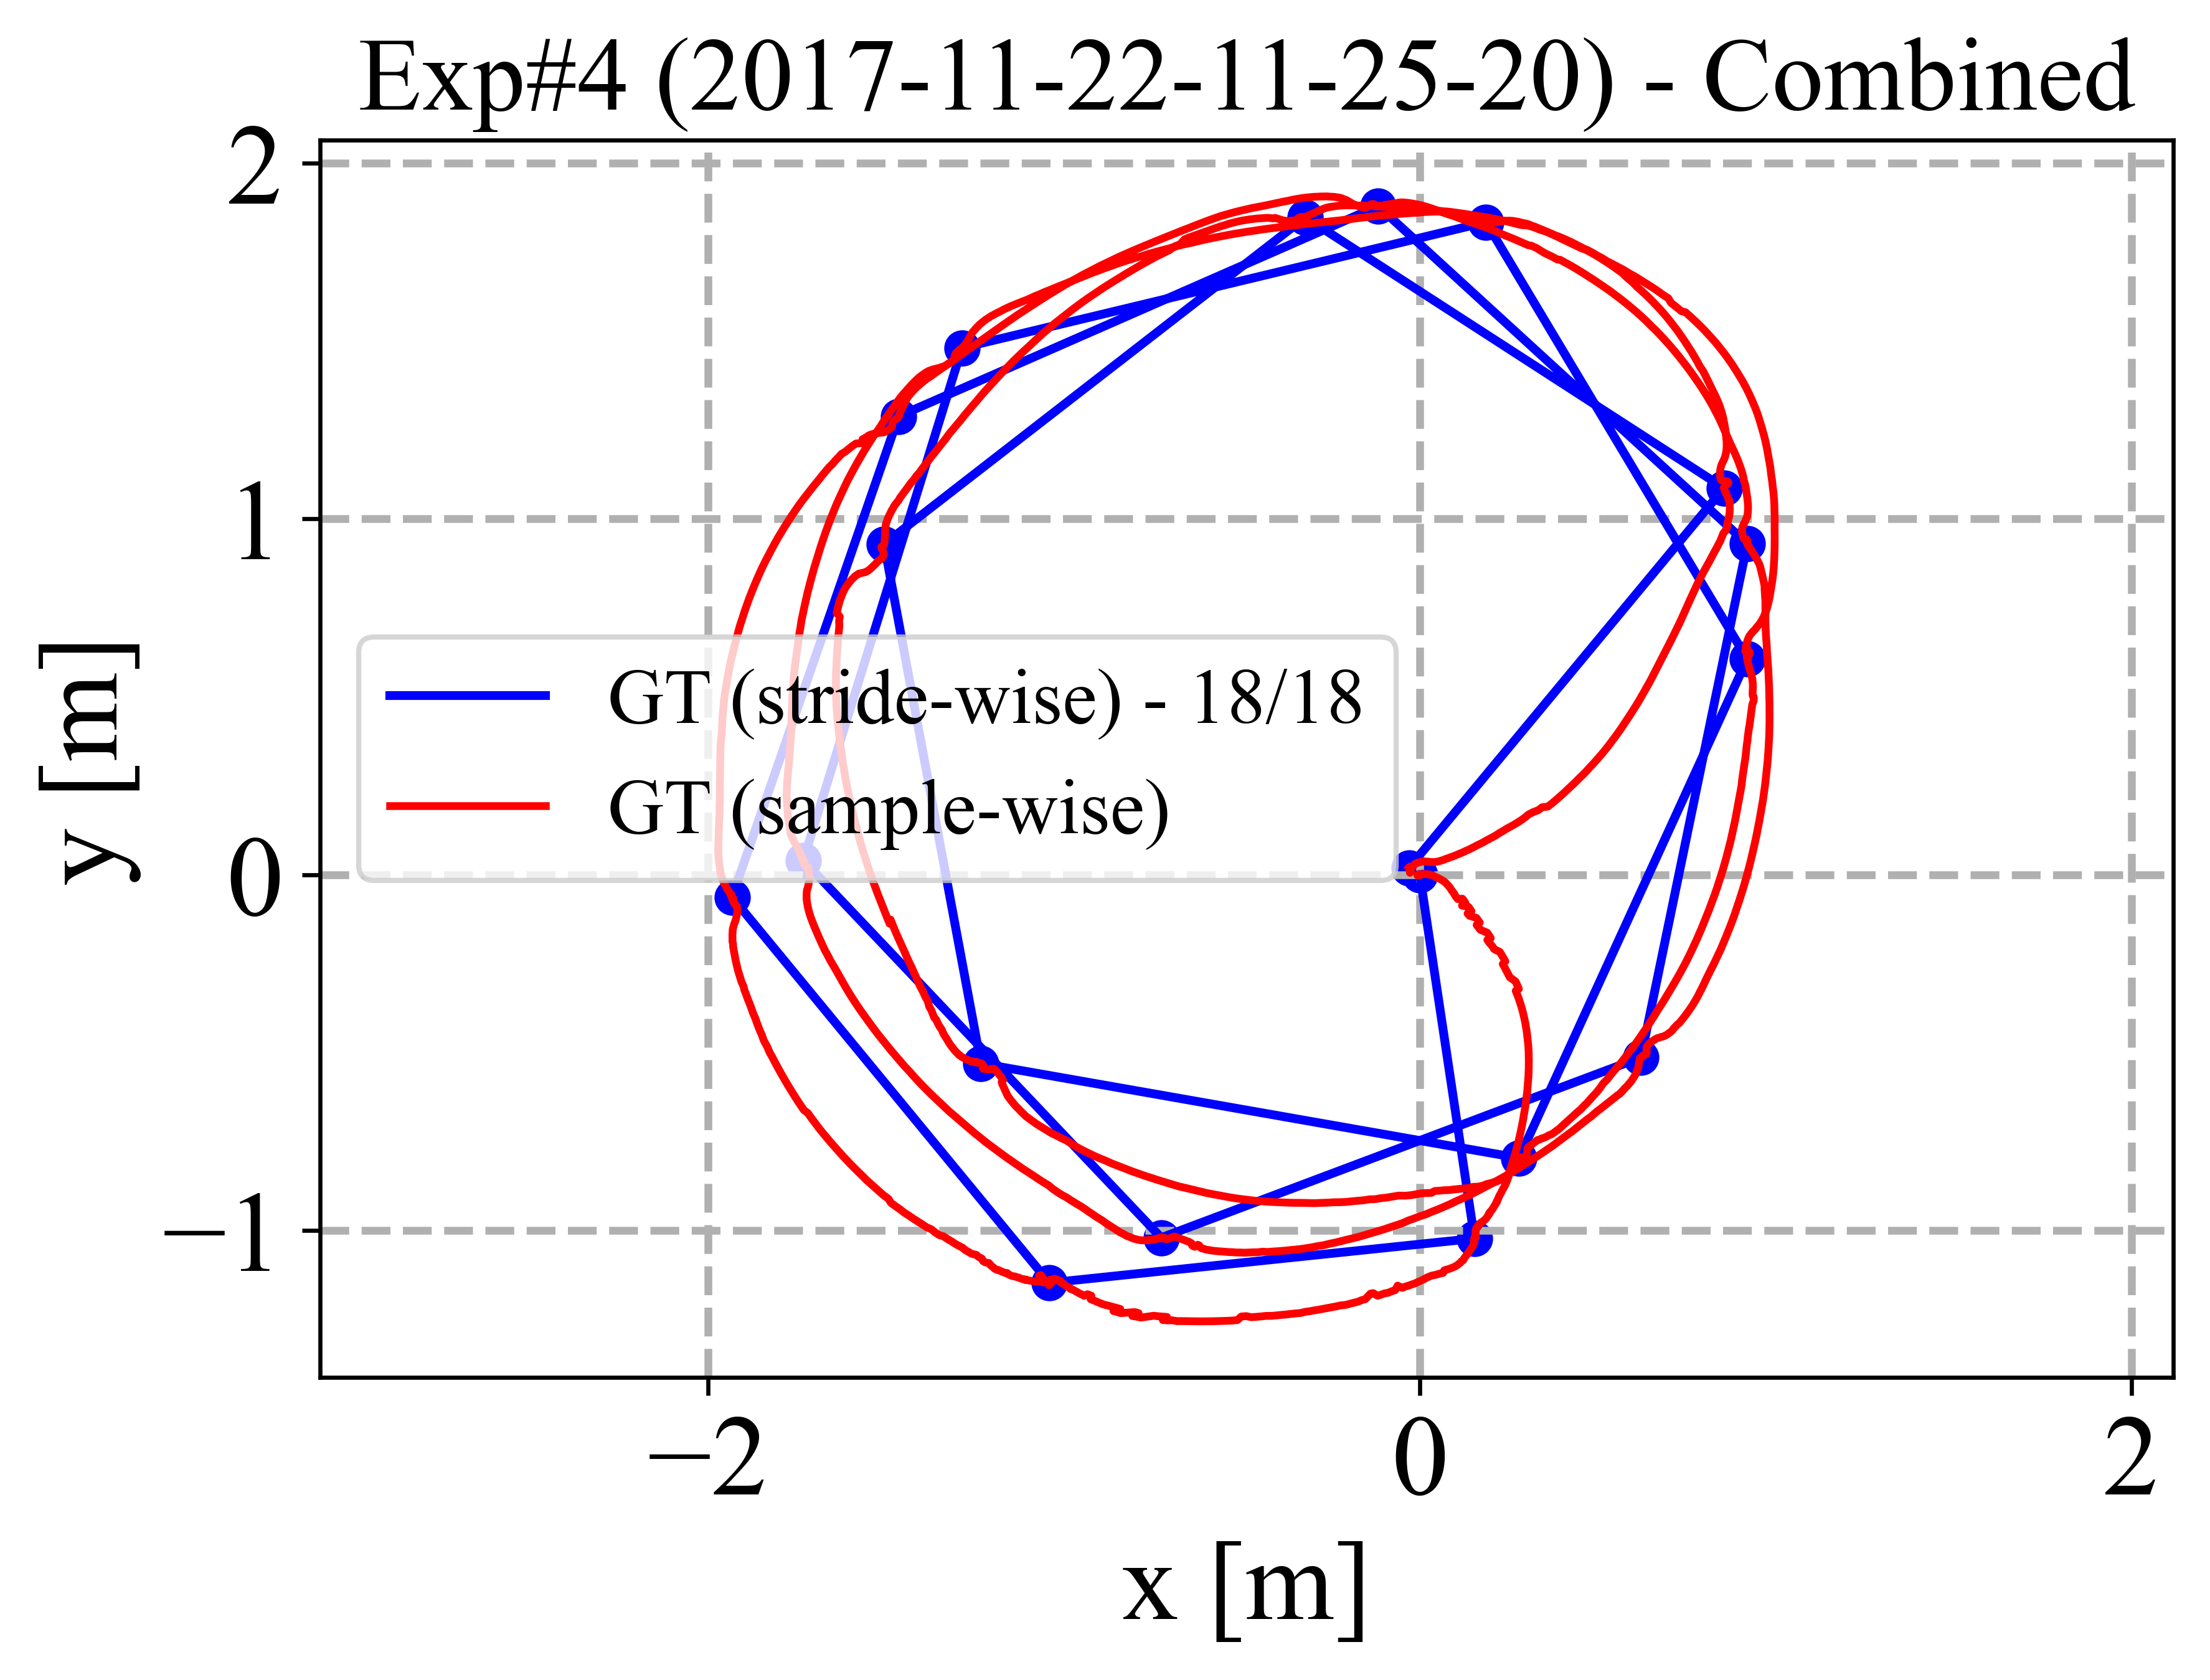 Exp#4 (2017-11-22-11-25-20) - Combined
2
1
0
−1
y [m]
GT (stride-wise) - 18/18
GT (sample-wise)
−2
0
2
x [m]